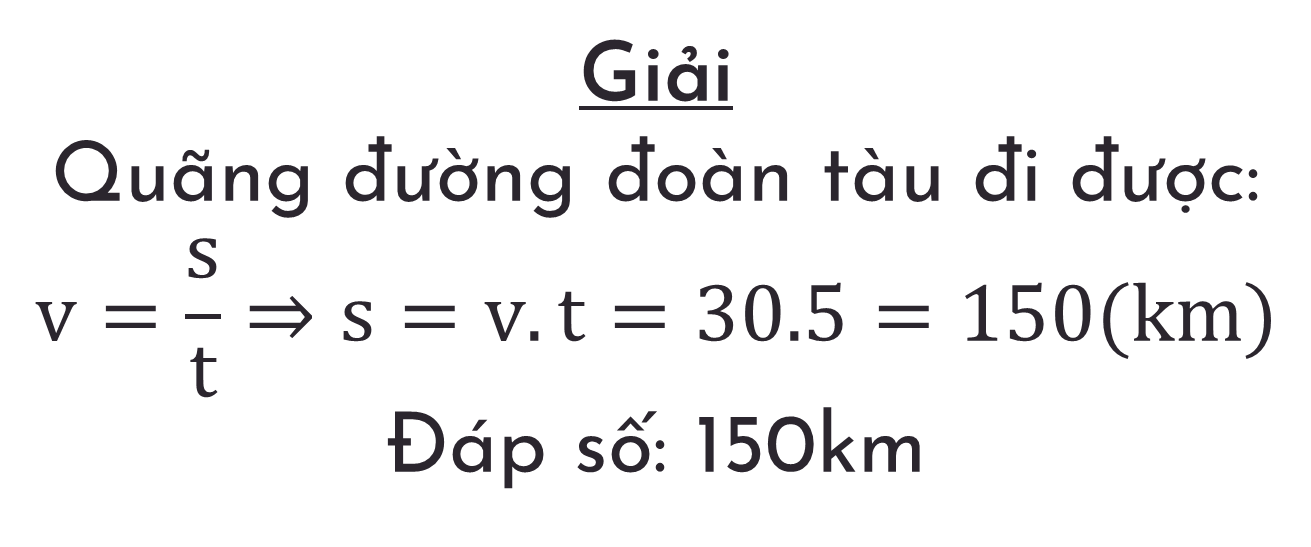 Giải
Quãng đường đoàn tàu đi được:
v = s/t ⇒ s = v. t = 30.5 = 150(km)
Đáp số: 150km